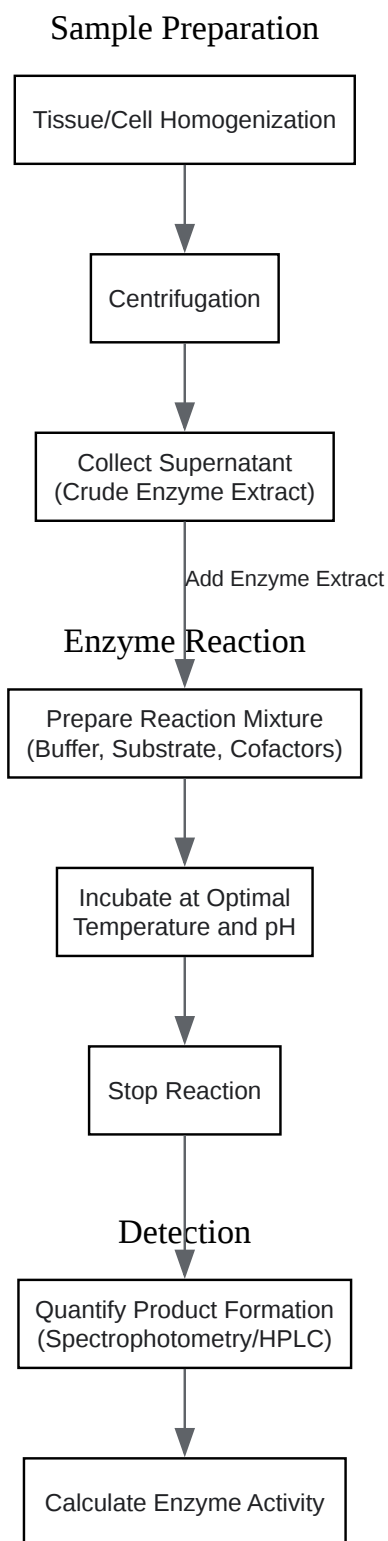 Sample Preparation
Tissue/Cell Homogenization
Centrifugation
Collect Supernatant
(Crude Enzyme Extract)
Add Enzyme Extract
Enzyme Reaction
Prepare Reaction Mixture
(Buffer, Substrate, Cofactors)
Incubate at Optimal
Temperature and pH
Stop Reaction
Detection
Quantify Product Formation
(Spectrophotometry/HPLC)
Calculate Enzyme Activity